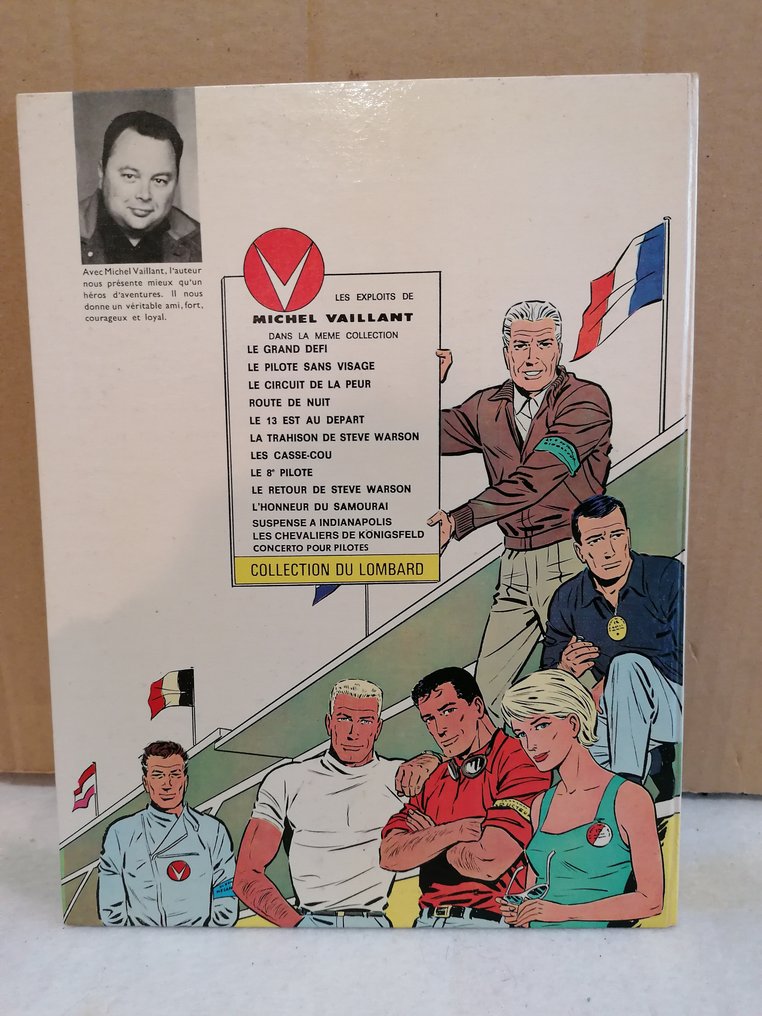 Avec Michel Vaillant, l'auteur
nous présente mieux qu'un
héros d'aventures. Il nous
donne un véritable ami, fort,
courageux et loyal.
LES EXPLOITS DE
MICHEL VAILLANT
DANS LA MEME COLLECTION
LE GRAND DEFI
LE PILOTE SANS VISAGE
LE CIRCUIT DE LA PEUR
ROUTE DE NUIT
LE 13 EST AU DEPART
LA TRAHISON DE STEVE WARSON
LES CASSE-COU
LE 8e PILOTE
LE RETOUR DE STEVE WARSON
L'HONNEUR DU SAMOURAI
SUSPENSE A INDIANAPOLIS
LES CHEVALIERS DE KÖNIGSFELD
CONCERTO POUR PILOTES
COLLECTION DU LOMBARD